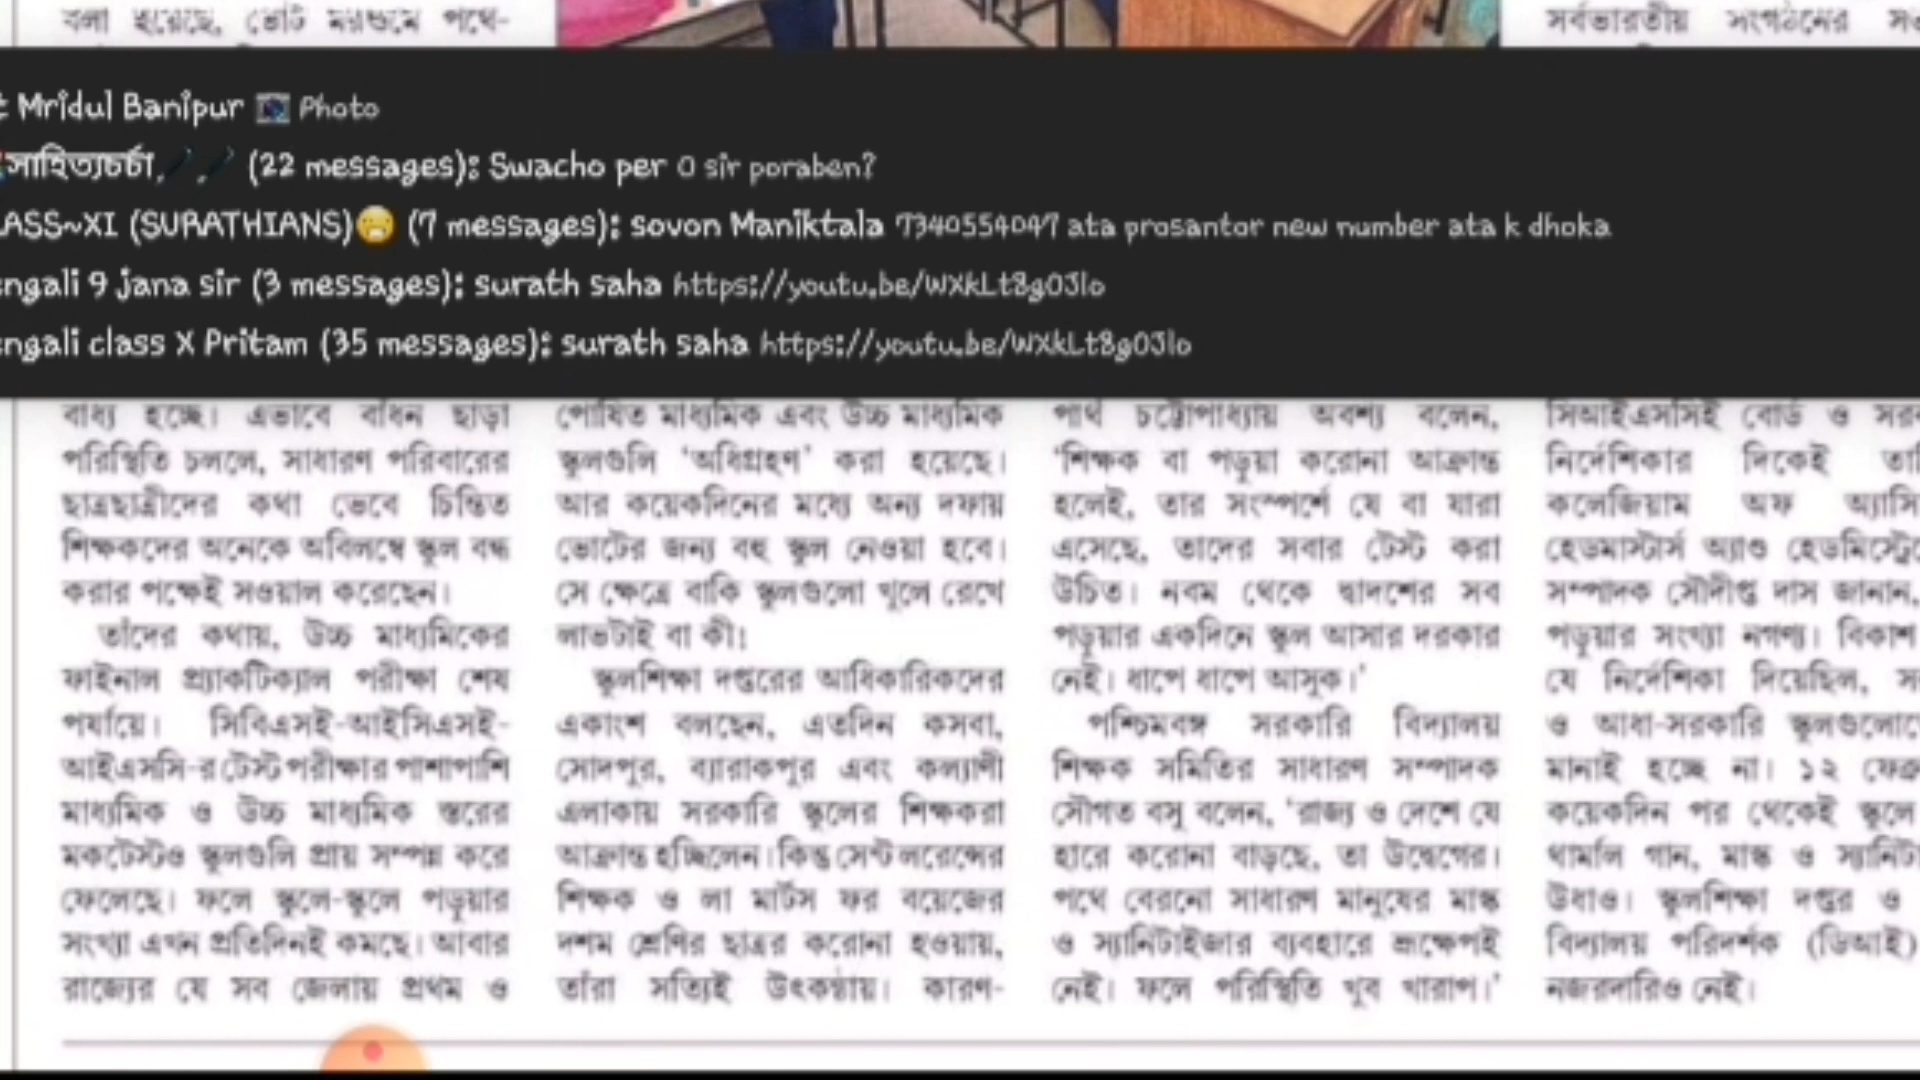 বলা হয়েছে, ভোট মরশুমে পথে-
সর্বভারতীয় সংগঠনের
Mridul Banipur Photo
সাহিত্যচর্চা, (22 messages): Swacho per O sir poraben?
ASS~XI (SURATHIANS) (7 messages): sovon Maniktala 7340554047 ata prosantor new number ata k dhoka
ngali 9 jana sir (3 messages): surath saha https://youtu.be/WXkLt8gO3lo
ngali class X Pritam (35 messages): surath saha https://youtu.be/WXkLt8gO3lo
বাধ্য হচ্ছে। এভাবে বাঁধন ছাড়া
পরিস্থিতি চললে, সাধারণ পরিবারের
ছাত্রছাত্রীদের কথা ভেবে চিন্তিত
শিক্ষকদের অনেকে অবিলম্বে স্কুল বন্ধ
করার পক্ষেই সওয়াল করেছেন।
তাঁদের কথায়, উচ্চ মাধ্যমিকের
ফাইনাল প্র্যাকটিক্যাল পরীক্ষা শেষ
পর্যায়ে। সিবিএসই-আইসিএসই-
আইএসসি-র টেস্ট পরীক্ষার পাশাপাশি
মাধ্যমিক ও উচ্চ মাধ্যমিক স্তরের
মকটেস্টও স্কুলগুলি প্রায় সম্পন্ন করে
ফেলেছে। ফলে স্কুলে-স্কুলে পড়ুয়ার
সংখ্যা এখন প্রতিদিনই কমছে। আবার
রাজ্যের যে সব জেলায় প্রথম ও
পোষিত মাধ্যমিক এবং উচ্চ মাধ্যমিক
স্কুলগুলি ‘অধিগ্রহণ’ করা হয়েছে।
আর কয়েকদিনের মধ্যে অন্য দফায়
ভোটের জন্য বহু স্কুল নেওয়া হবে।
সে ক্ষেত্রে বাকি স্কুলগুলো খুলে রেখে
লাভটাই বা কী!
স্কুলশিক্ষা দপ্তরের আধিকারিকদের
একাংশ বলছেন, এতদিন কসবা,
সোদপুর, ব্যারাকপুর এবং কল্যাণী
এলাকায় সরকারি স্কুলের শিক্ষকরা
আক্রান্ত হচ্ছিলেন। কিন্তু সেন্ট লরেন্সের
শিক্ষক ও লা মার্টস ফর বয়েজের
দশম শ্রেণির ছাত্রর করোনা হওয়ায়,
তাঁরা সত্যিই উৎকণ্ঠায়। কারণ-
পার্থ চট্টোপাধ্যায় অবশ্য বলেন,
‘শিক্ষক বা পড়ুয়া করোনা আক্রান্ত
হলেই, তার সংস্পর্শে যে বা যারা
এসেছে, তাদের সবার টেস্ট করা
উচিত। নবম থেকে দ্বাদশের সব
পড়ুয়ার একদিনে স্কুল আসার দরকার
নেই। ধাপে ধাপে আসুক।’
পশ্চিমবঙ্গ সরকারি বিদ্যালয়
শিক্ষক সমিতির সাধারণ সম্পাদক
সৌগত বসু বলেন, ‘রাজ্য ও দেশে যে
হারে করোনা বাড়ছে, তা উদ্বেগের।
পথে বেরনো সাধারণ মানুষের মাস্ক
ও স্যানিটাইজার ব্যবহারে ভ্রূক্ষেপই
নেই। ফলে পরিস্থিতি খুব খারাপ।’
সিআইএসসিই বোর্ড ও
নির্দেশিকার দিকেই
কলেজিয়াম অফ অ্যাসি
হেডমাস্টার্স অ্যাণ্ড হেডমিস্ট্রে
সম্পাদক সৌদীপ্ত দাস জানান,
পড়ুয়ার সংখ্যা নগণ্য। বিকাশ
যে নির্দেশিকা দিয়েছিল,
ও আধা-সরকারি স্কুলগুলোতে
মানাই হচ্ছে না। ১২ ফেব্রু
কয়েকদিন পর থেকেই স্কুলে
থার্মাল গান, মাস্ক ও স্যানিটা
উধাও। স্কুলশিক্ষা দপ্তর ও
বিদ্যালয় পরিদর্শক (ডিআই)
নজরদারিও নেই।